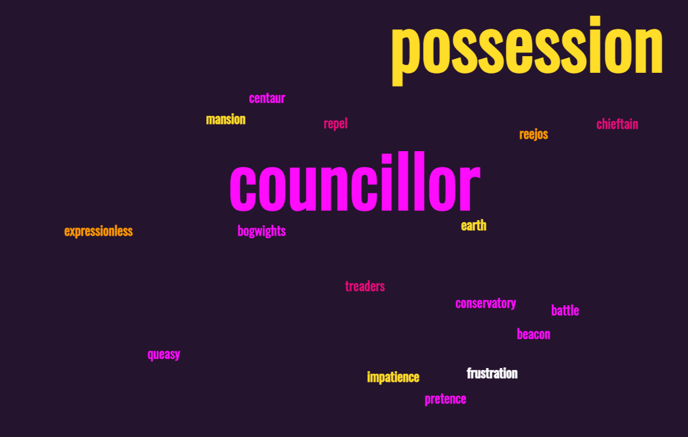 possession
centaur
mansion
repel
chieftain
reejos
councillor
earth
expressionless
bogwights
treaders
conservatory
battle
beacon
queasy
frustration
impatience
pretence